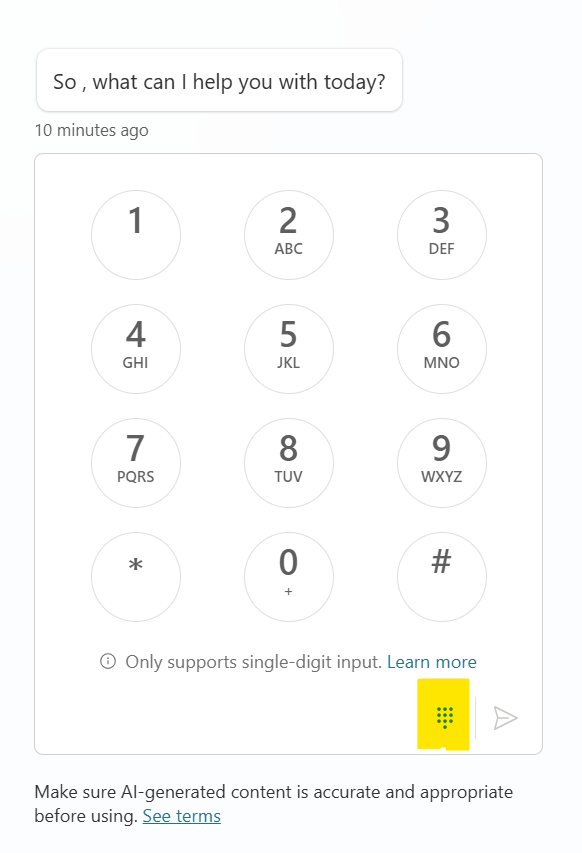 So , what can I help you with today?
10 minutes ago
1 2 3
ABC DEF
4 5 6
GHI JKL MNO
7 8 9
PQRS TUV WXYZ
* 0 #
+
Only supports single-digit input. Learn more
Make sure AI-generated content is accurate and appropriate
before using. See terms